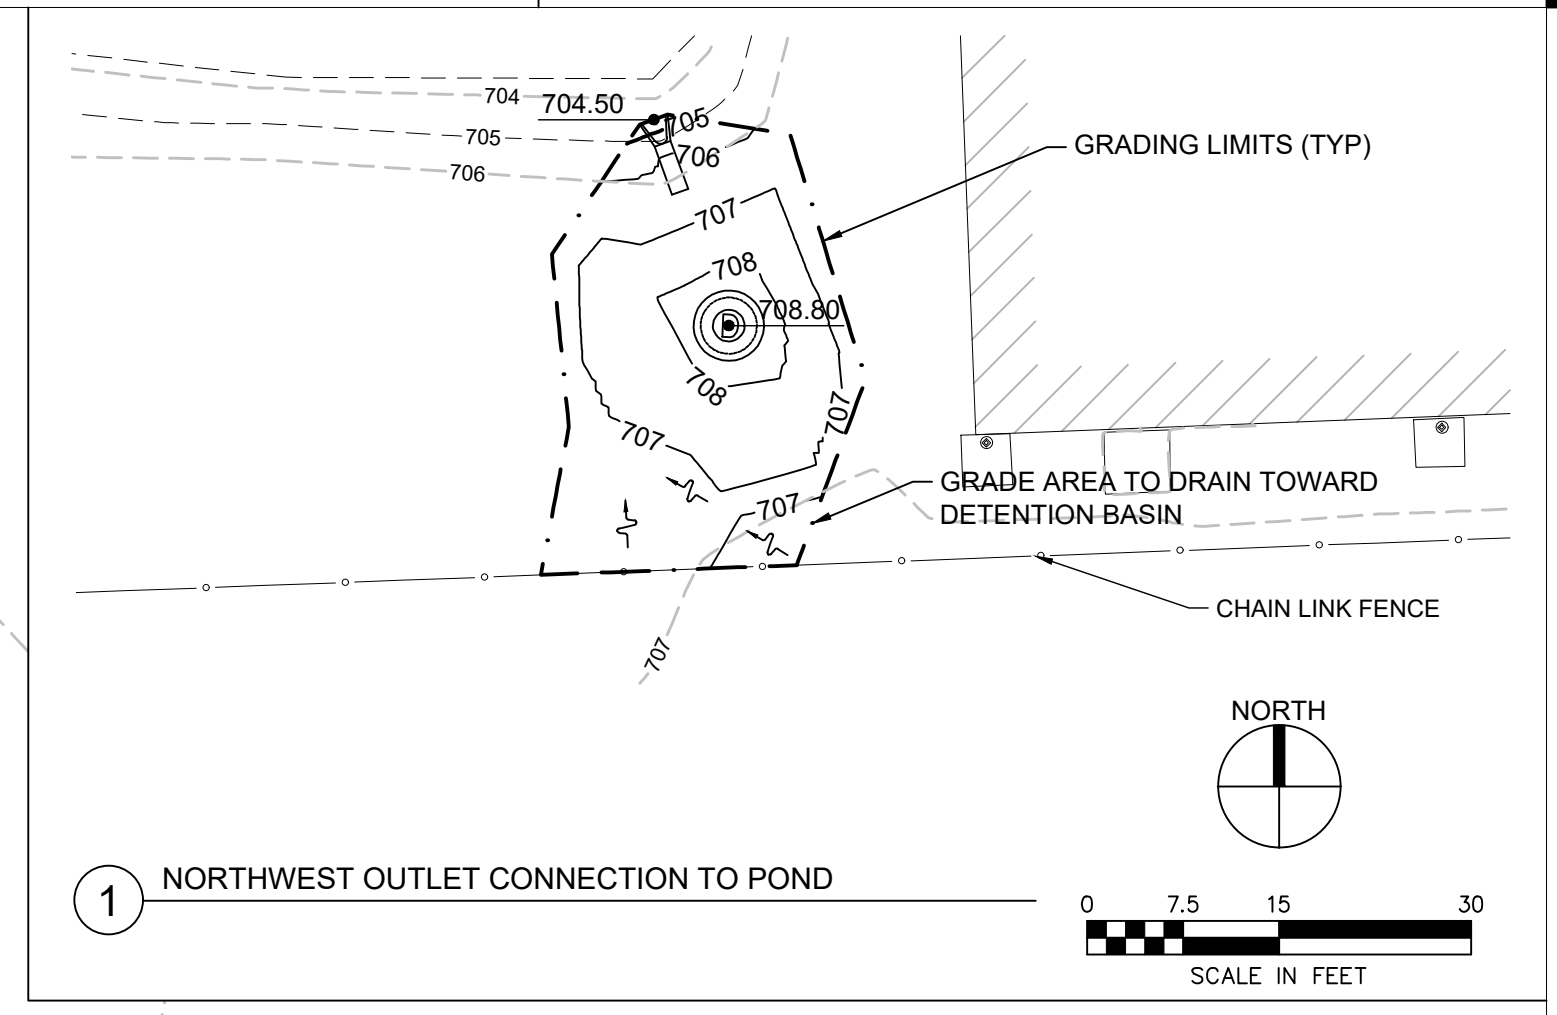 704
704.50
705
705
706
706
GRADING LIMITS (TYP)
707
708
708.80
708
707
707
GRADE AREA TO DRAIN TOWARD
DETENTION BASIN
707
CHAIN LINK FENCE
707
NORTH
1
NORTHWEST OUTLET CONNECTION TO POND
0 7.5 15 30
SCALE IN FEET